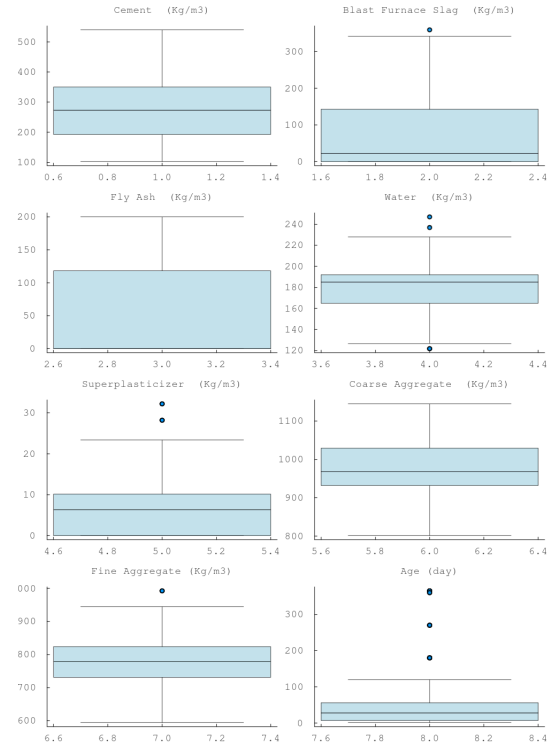 Cement (Kg/m3)
500
400
300
200
100
0.6 0.8 1.0 1.2 1.4
Blast Furnace Slag (Kg/m3)
300
200
100
0
1.6 1.8 2.0 2.2 2.4
Fly Ash (Kg/m3)
200
150
100
50
0
2.6 2.8 3.0 3.2 3.4
Water (Kg/m3)
240
220
200
180
160
140
120
3.6 3.8 4.0 4.2 4.4
Superplasticizer (Kg/m3)
30
20
10
0
4.6 4.8 5.0 5.2 5.4
Coarse Aggregate (Kg/m3)
1100
1000
900
800
5.6 5.8 6.0 6.2 6.4
Fine Aggregate (Kg/m3)
000
900
800
700
600
6.6 6.8 7.0 7.2 7.4
Age (day)
300
200
100
0
7.6 7.8 8.0 8.2 8.4